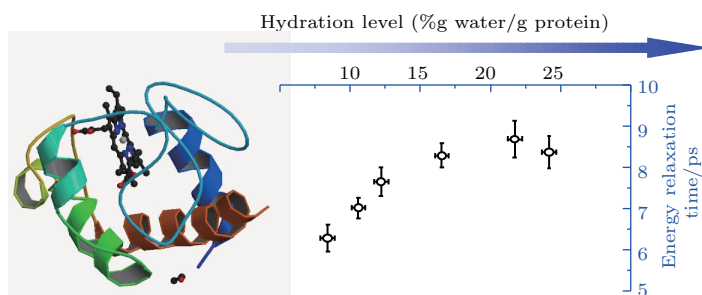 Hydration level (%g water/g protein)
10 15 20 25
10
9
8
7
6
5
Energy relaxation
time/ps